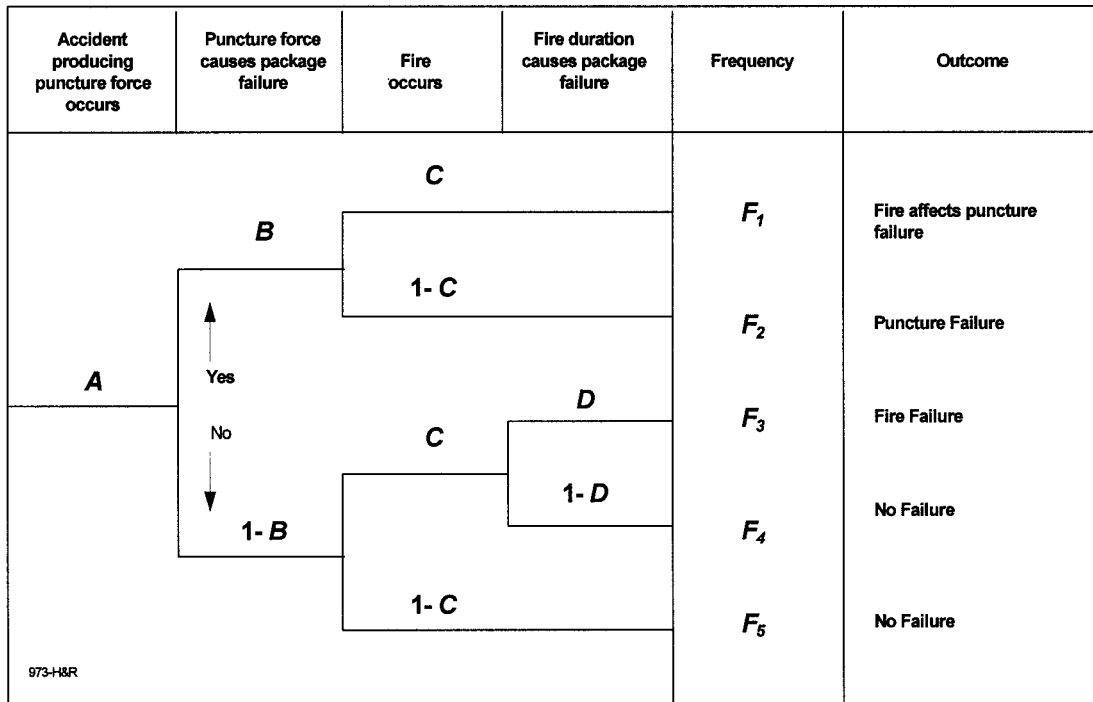 Accident
producing
puncture force
occurs
Puncture force
causes package
failure
Fire
occurs
Fire duration
causes package
failure
Frequency
Outcome
C
F1
Fire affects puncture
failure
B
1- C
F2
Puncture Failure
Yes
A
No
D
F3
Fire Failure
C
1- D
F4
No Failure
1- B
1- C
F5
No Failure
973-H&R